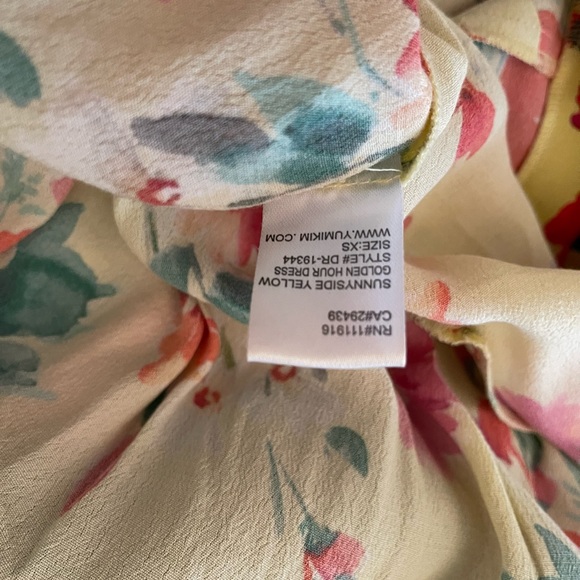 RN#111916
CA#29439
SUNNYSIDE YELLOW
GOLDEN HOUR DRESS
STYLE# DR-19344
SIZE:XS
WWW.YUMIKIM .COM